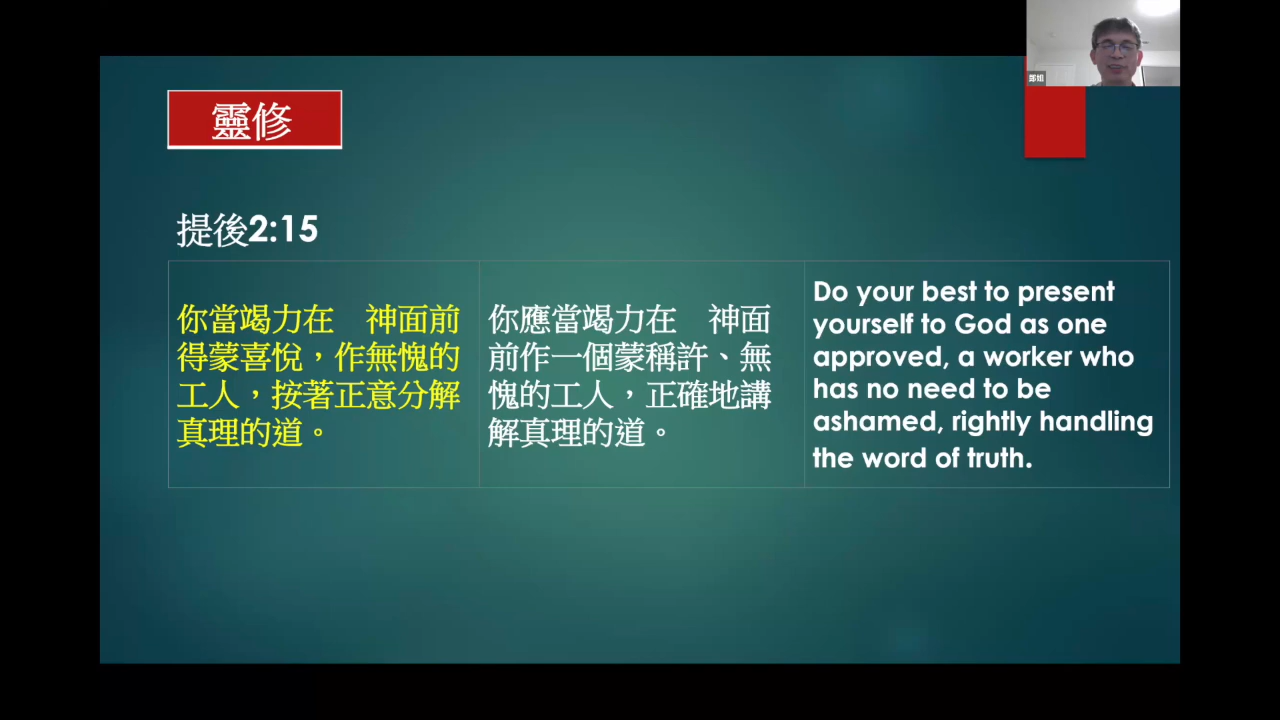 靈修
提後2:15
你當竭力在　神面前
得蒙喜悅，作無愧的
工人，按著正意分解
真理的道。
你應當竭力在　神面
前作一個蒙稱許、無
愧的工人，正確地講
解真理的道。
Do your best to present
yourself to God as one
approved, a worker who
has no need to be
ashamed, rightly handling
the word of truth.